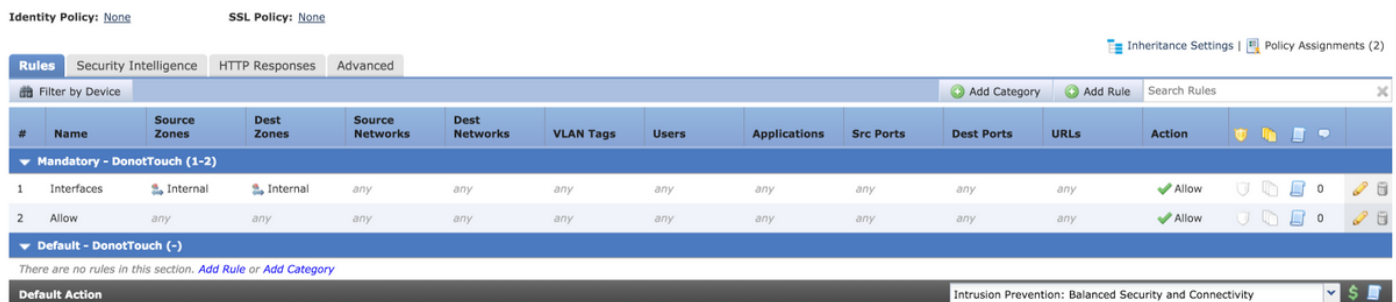 Identity Policy: None SSL Policy: None
Inheritance Settings | Policy Assignments (2)
Rules Security Intelligence HTTP Responses Advanced
Filter by Device Add Category Add Rule Search Rules
# Name Source Zones Dest Zones Source Networks Dest Networks VLAN Tags Users Applications Src Ports Dest Ports URLs Action
Mandatory - DonotTouch (1-2)
1 Interfaces Internal Internal any any any any any any any any Allow 0
2 Allow any any any any any any any any any any Allow 0
Default - DonotTouch (-)
There are no rules in this section. Add Rule or Add Category
Default Action Intrusion Prevention: Balanced Security and Connectivity $